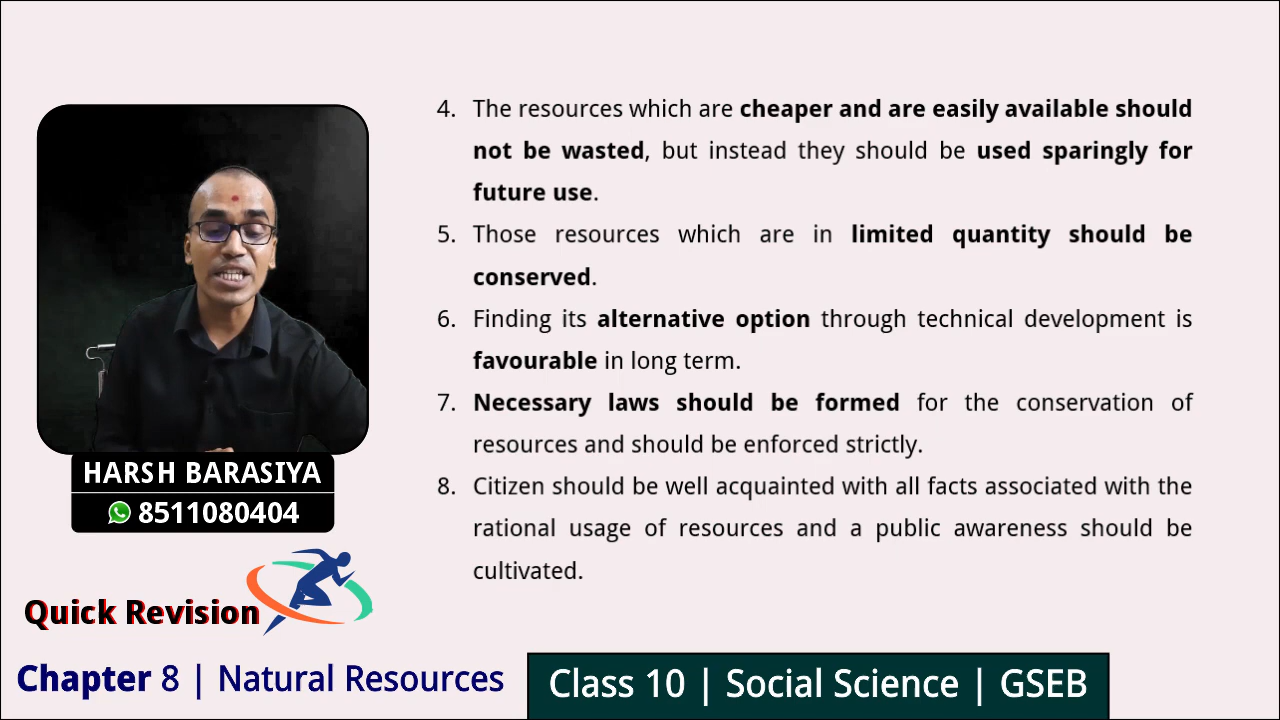 4. The resources which are cheaper and are easily available should
not be wasted, but instead they should be used sparingly for
future use.
5. Those resources which are in limited quantity should be
conserved.
6. Finding its alternative option through technical development is
favourable in long term.
7. Necessary laws should be formed for the conservation of
resources and should be enforced strictly.
8. Citizen should be well acquainted with all facts associated with the
rational usage of resources and a public awareness should be
cultivated.
HARSH BARASIYA
8511080404
Quick Revision
Chapter 8 | Natural Resources
Class 10 | Social Science | GSEB